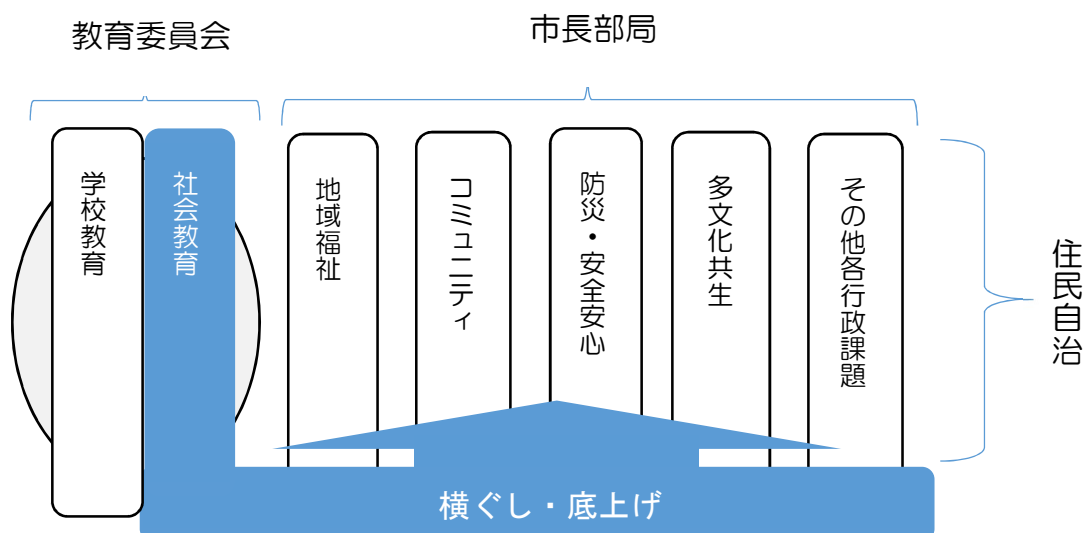 教育委員会
市長部局
学校教育
社会教育
地域福祉
コミュニティ
防災・安全安心
多文化共生
その他各行政課題
住民自治
横ぐし・底上げ